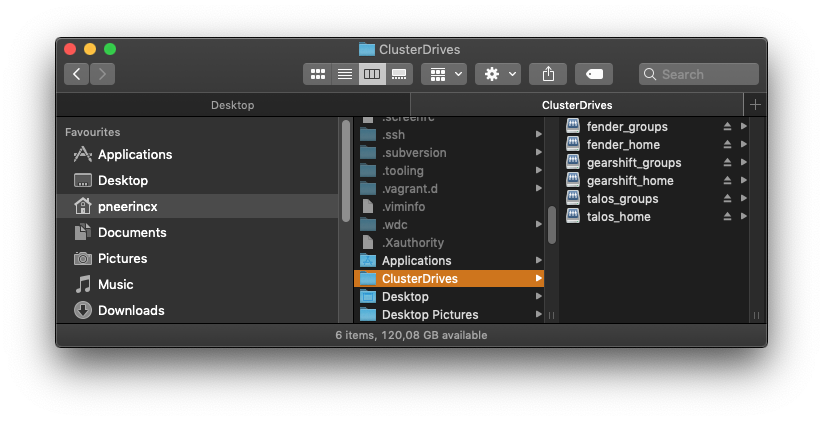 ClusterDrives
Search
Desktop
ClusterDrives
Favourites
Applications
Desktop
pneerincx
Documents
Pictures
Music
Downloads
.screenrc
.ssh
.subversion
.tooling
.vagrant.d
.viminfo
.wdc
.Xauthority
Applications
ClusterDrives
Desktop
Desktop Pictures
fender_groups
fender_home
gearshift_groups
gearshift_home
talos_groups
talos_home
6 items, 120,08 GB available